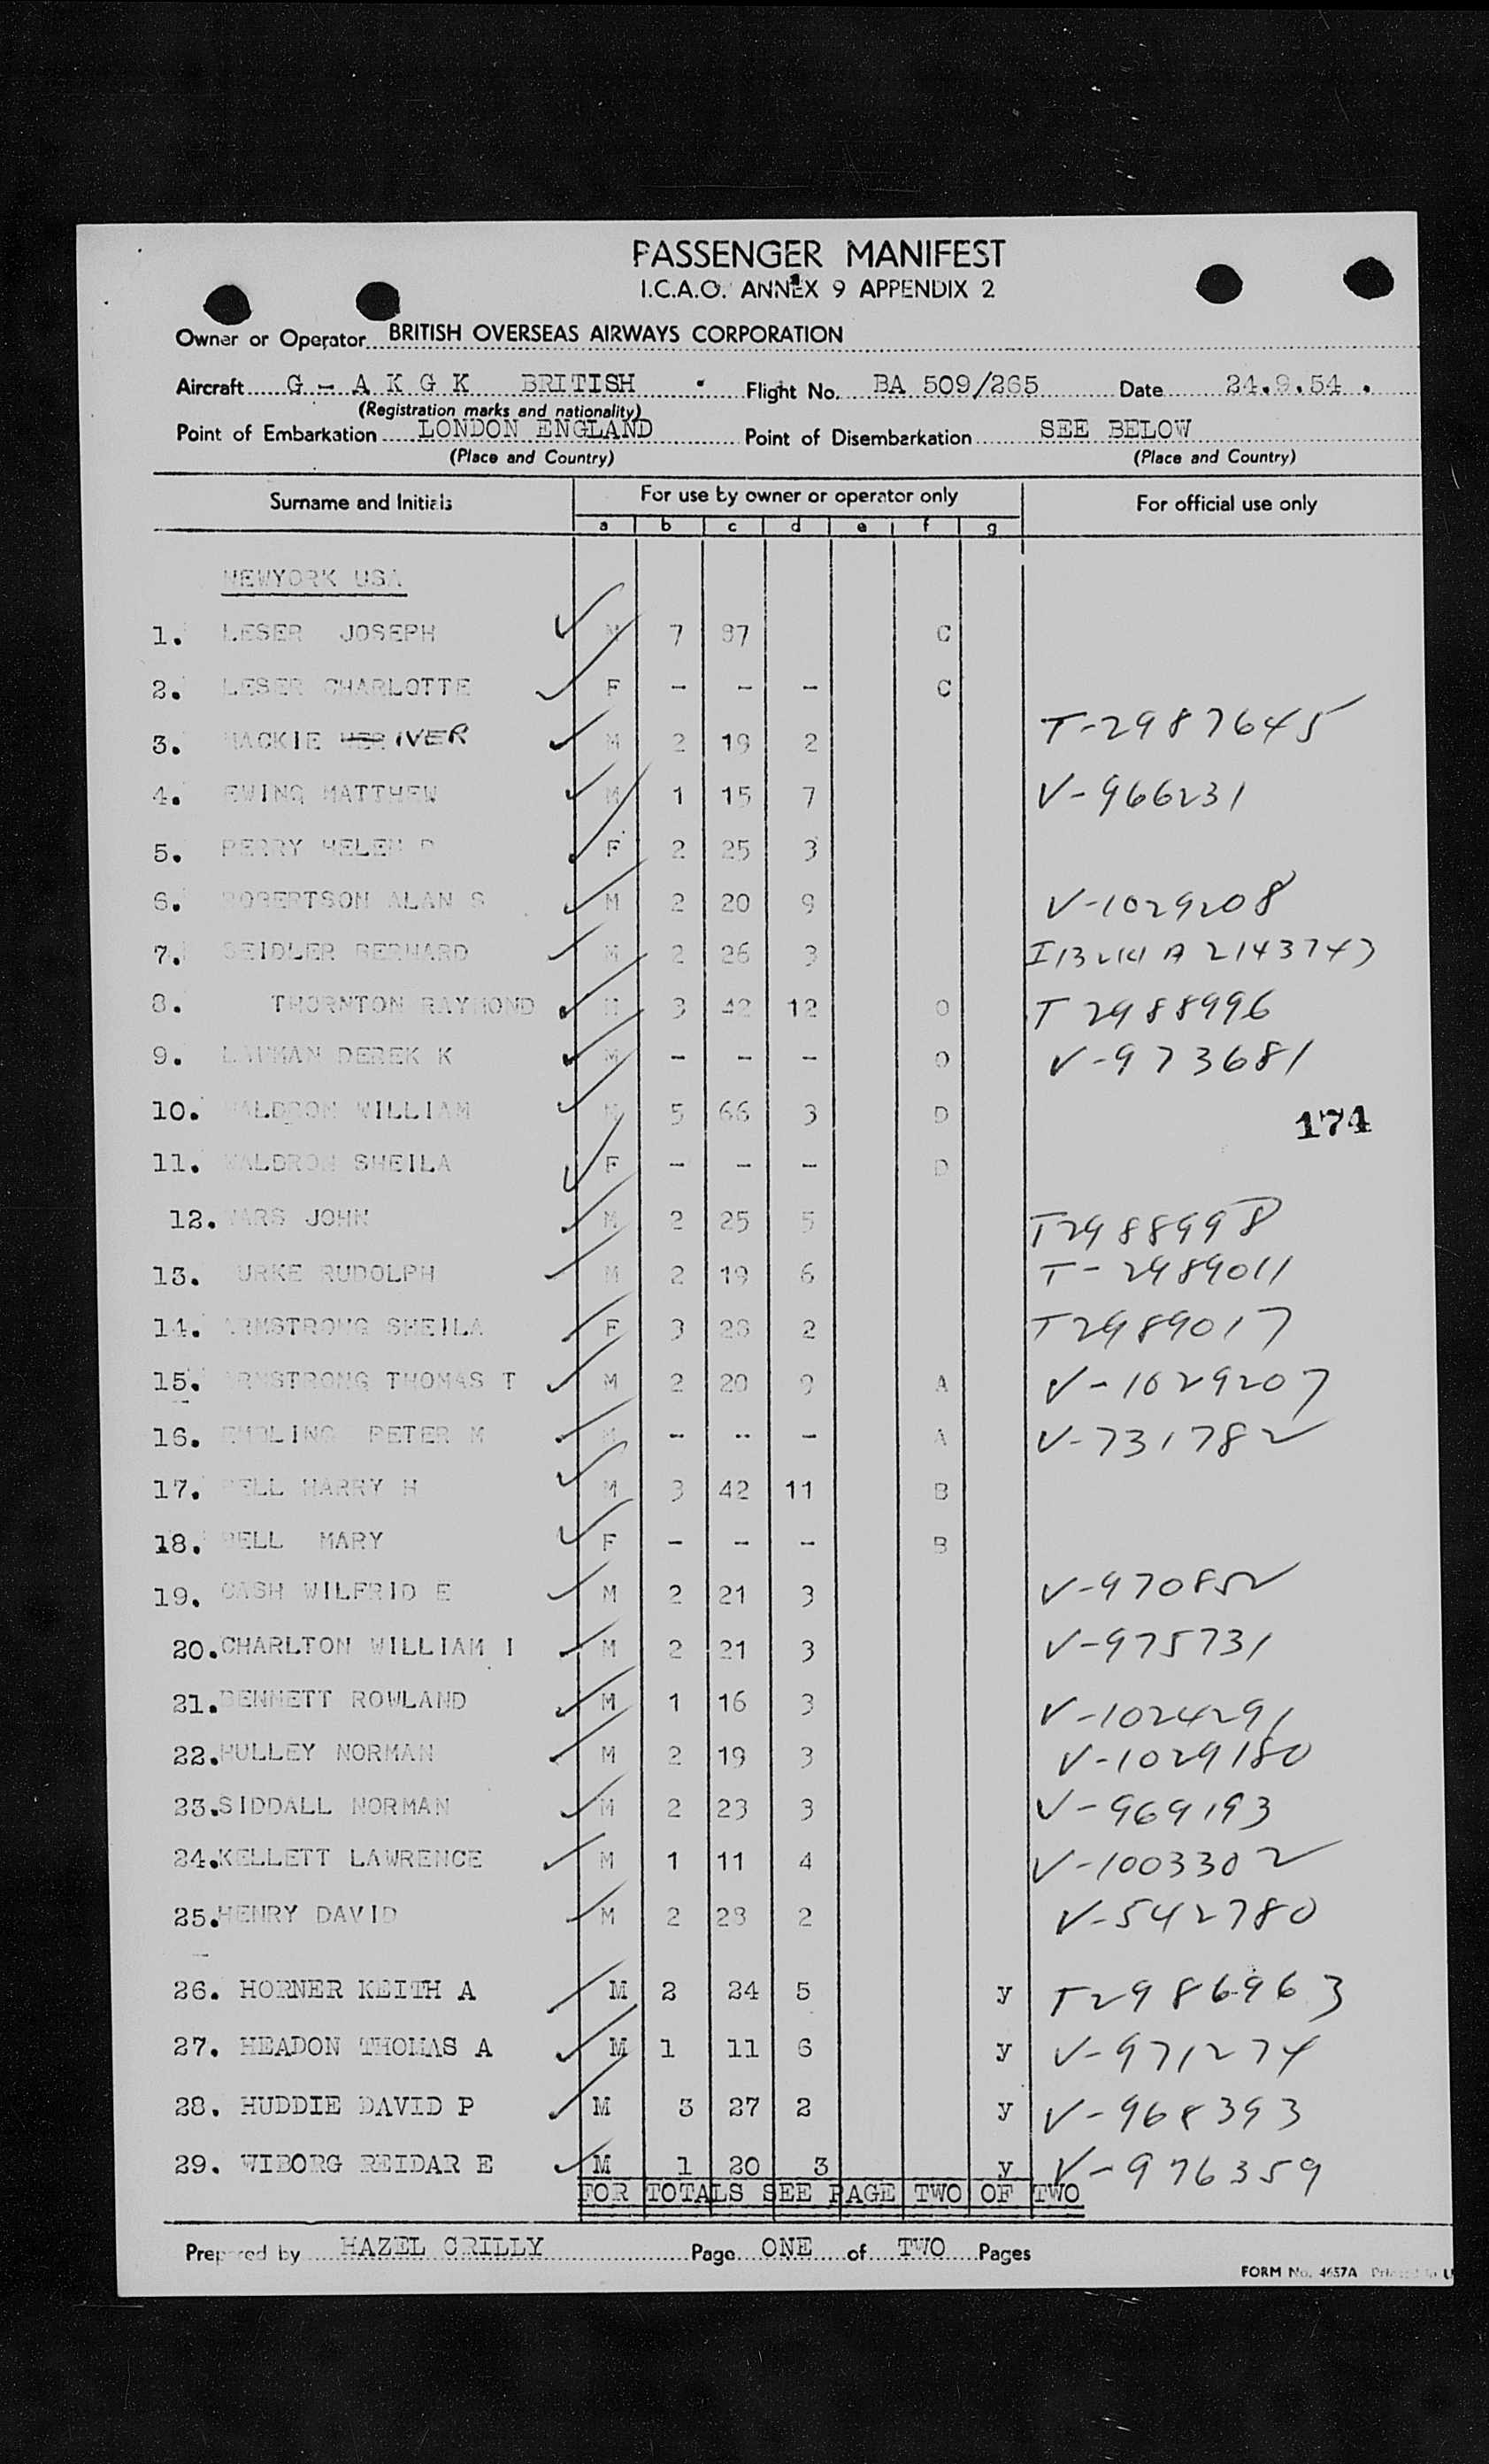 PASSENGER MANIFEST
I.C.A.O. ANNEX 9 APPENDIX 2
Owner or Operator BRITISH OVERSEAS AIRWAYS CORPORATION
Aircraft G - A K G K BRITISH Flight No. BA 509/265 Date 24.9.54.
(Registration marks and nationality)
Point of Embarkation LONDON ENGLAND Point of Disembarkation SEE BELOW
(Place and Country) (Place and Country)
Surname and Initials For use by owner or operator only For official use only
a b c d e f g
NEWYORK USA
1. LESER JOSEPH M 7 87 C
2. LESER CHARLOTTE F - - - C
3. MACKIE IVER M 2 19 2 T-2987645
4. EWING MATTHEW M 1 15 7 V-966231
5. PERRY HELEN F 2 25 3
6. ROBERTSON ALAN S M 2 20 9 V-1029208
7. SEIDLER BERNARD M 2 26 3 A 2143743
8. THORNTON RAYMOND M 3 42 12 O T 2988996
9. DEREK K M - - - O V-973681
10. WALDRON WILLIAM M 5 66 3 D
174
11. WALDRON SHEILA F - - - D
12. JOHN M 2 25 5 T2988998
13. RUDOLPH M 2 19 6 T-2989011
14. ARMSTRONG SHEILA F 3 28 2 T2989017
15. ARMSTRONG THOMAS T M 2 20 9 A V-1029207
16. PETER M M - - - A V-731782
17. BELL HARRY H M 3 42 11 B
18. BELL MARY F - - - B
19. CASH WILFRID E M 2 21 3 V-970852
20. CHARLTON WILLIAM I M 2 21 3 V-975731
21. BENNETT ROWLAND M 1 16 3 V-1024291
22. HULLEY NORMAN M 2 19 3 V-1029180
23. SIDDALL NORMAN M 2 23 3 V-969193
24. KELLETT LAWRENCE M 1 11 4 V-1003302
25. HENRY DAVID M 2 28 2 V-542780
26. HORNER KEITH A M 2 24 5 y T2986963
27. HEADON THOMAS A M 1 11 6 y V-971274
28. HUDDIE DAVID P M 3 27 2 y V-968393
29. WIBORG REIDAR E M 1 20 3 y V-976359
FOR TOTALS SEE PAGE TWO OF TWO
Prepared by HAZEL CRILLY Page ONE of TWO Pages
FORM No. 4657A